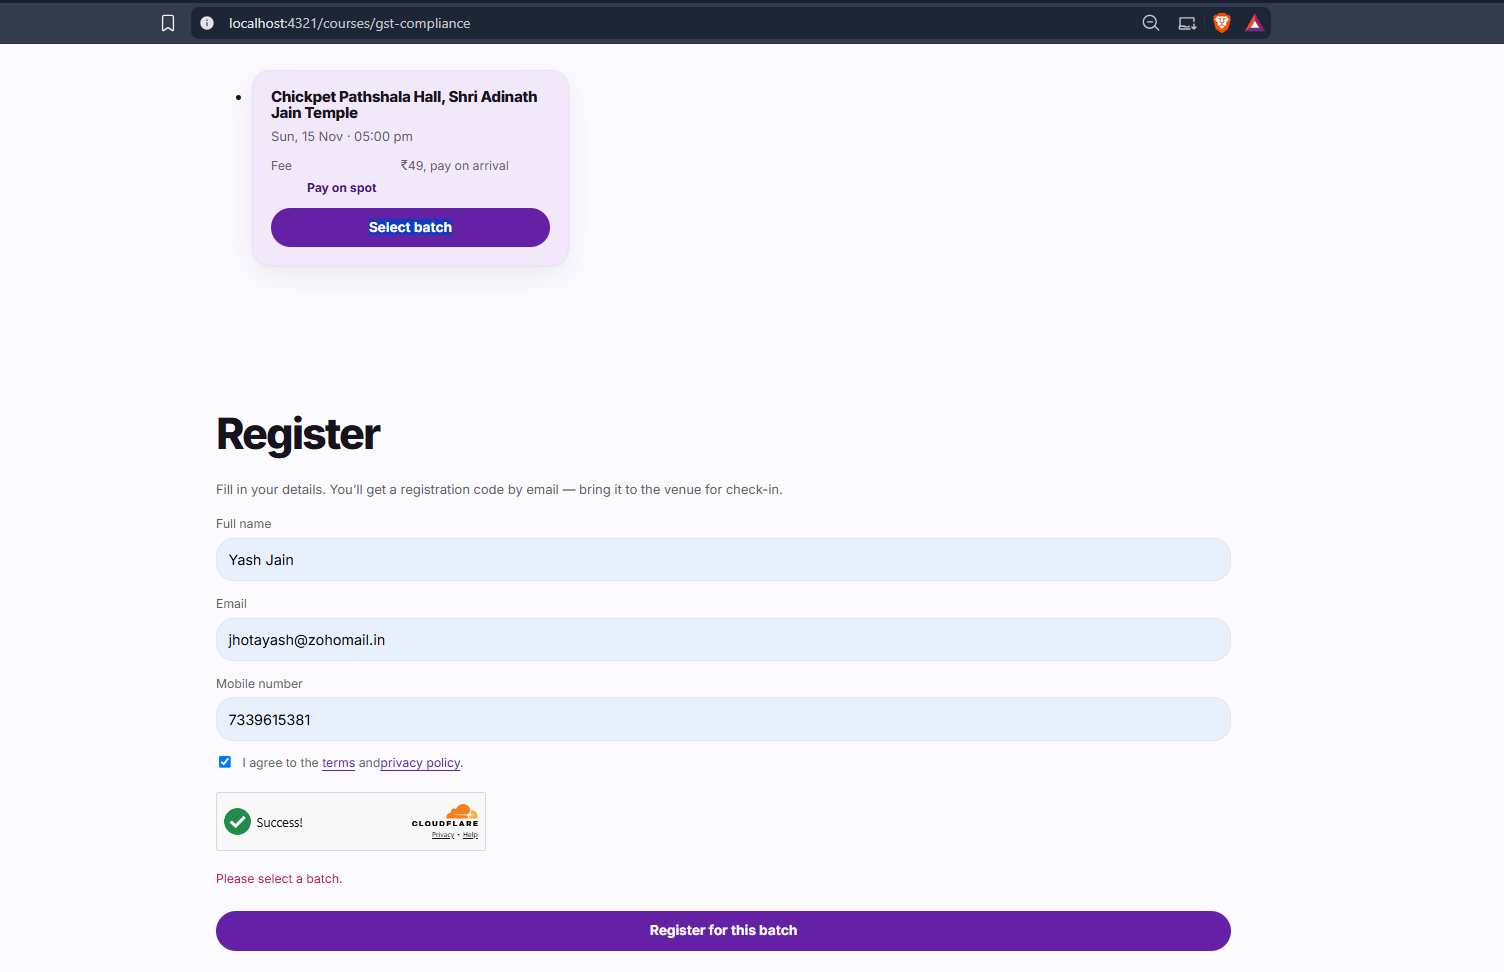 localhost:4321/courses/gst-compliance
Chickpet Pathshala Hall, Shri Adinath
Jain Temple
Sun, 15 Nov · 05:00 pm
Fee ₹49, pay on arrival
Pay on spot
Select batch
Register
Fill in your details. You’ll get a registration code by email — bring it to the venue for check-in.
Full name
Yash Jain
Email
jhotayash@zohomail.in
Mobile number
7339615381
I agree to the terms andprivacy policy.
Success!
CLOUDFLARE
Privacy • Help
Please select a batch.
Register for this batch